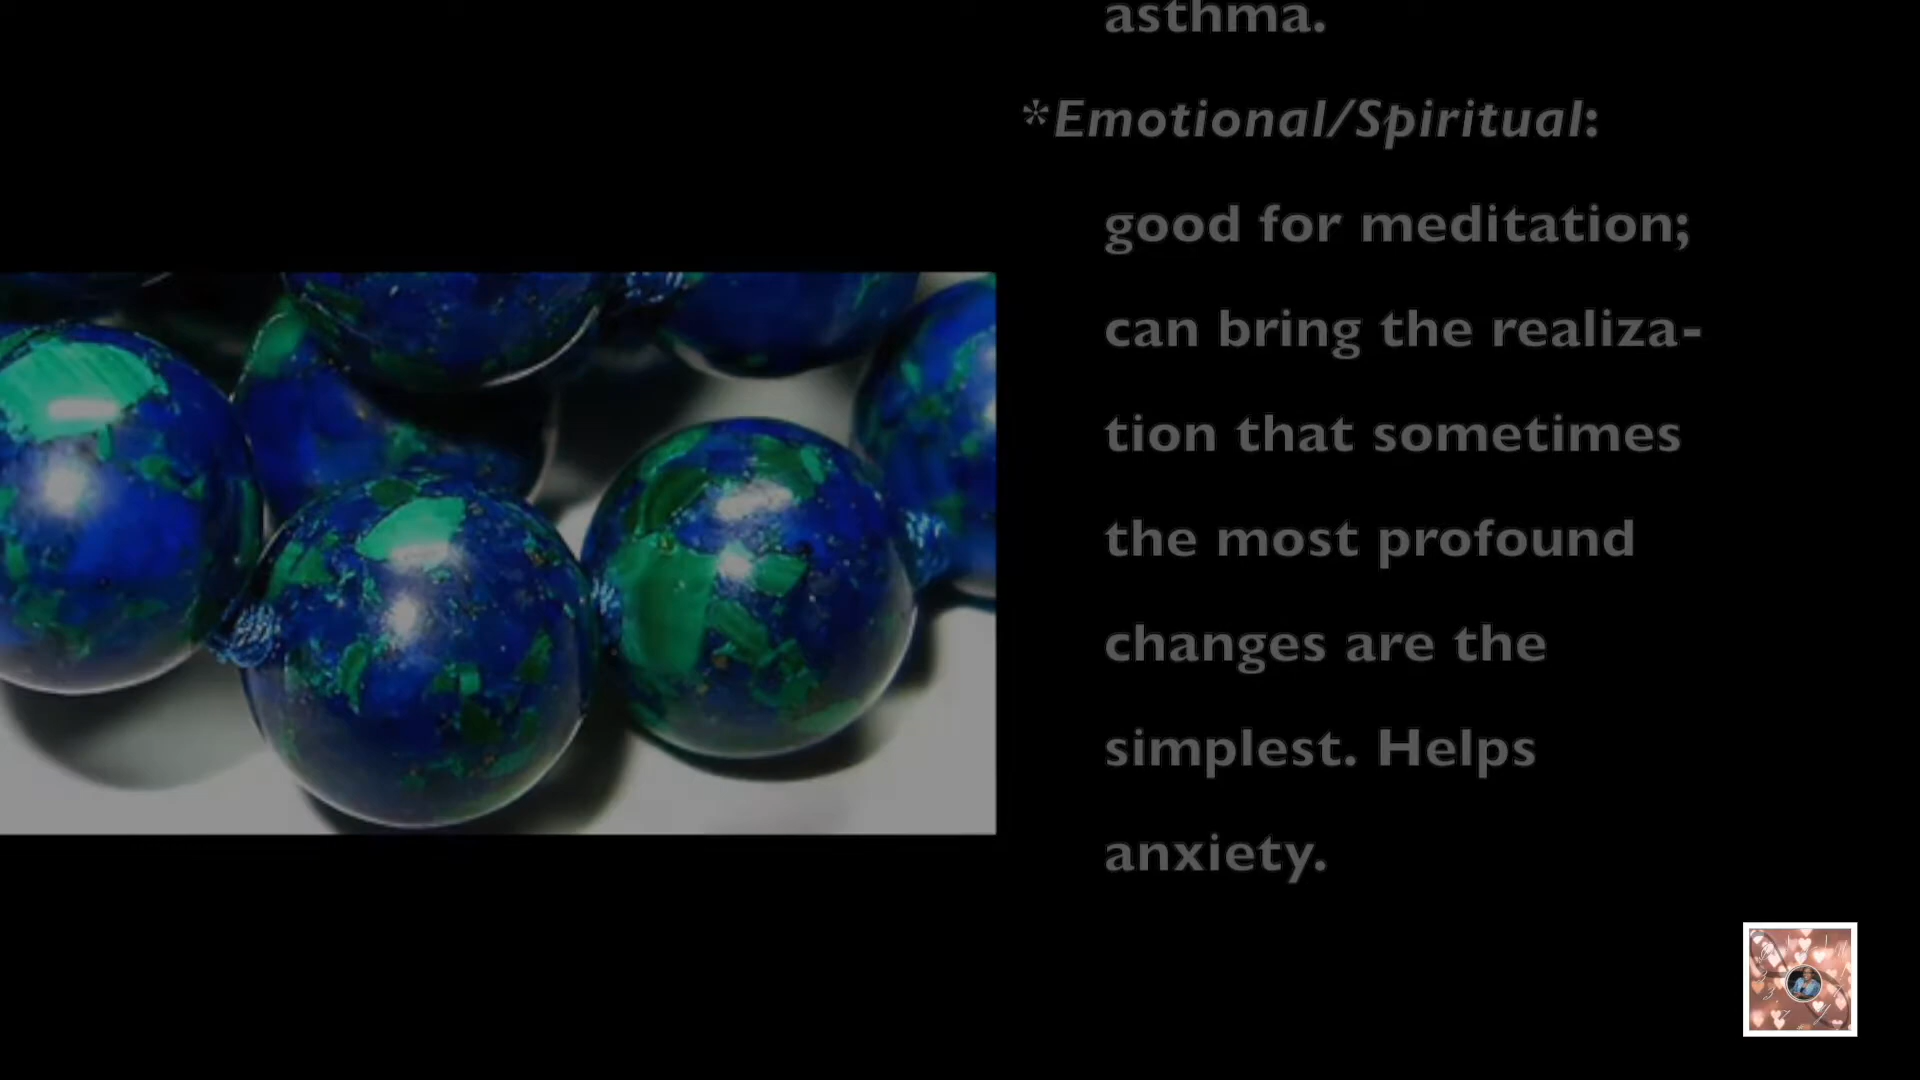 asthma.
*Emotional/Spiritual:
good for meditation;
can bring the realiza-
tion that sometimes
the most profound
changes are the
simplest. Helps
anxiety.